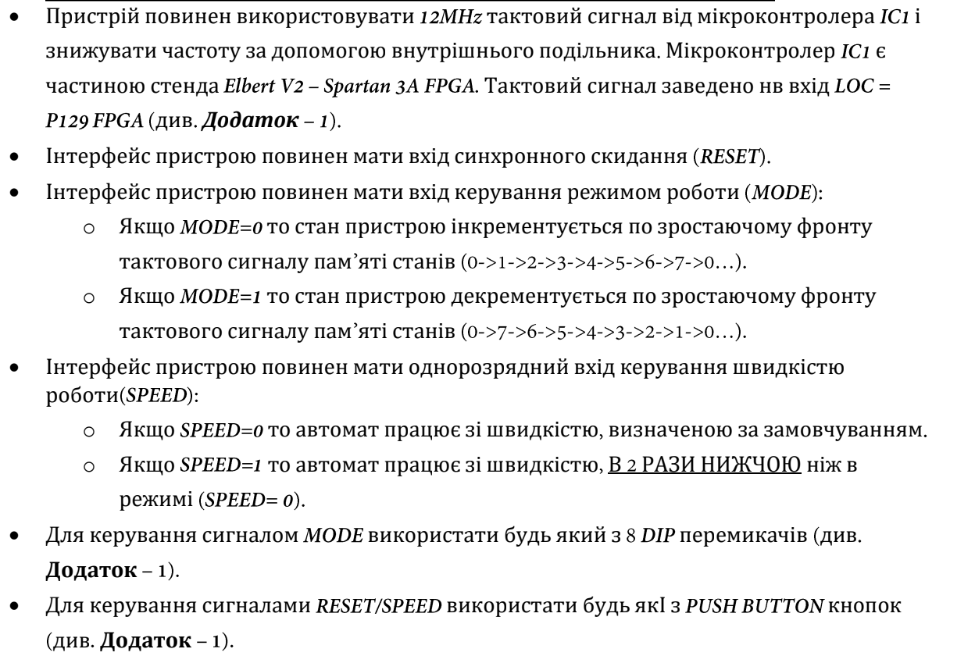 • Пристрій повинен використовувати 12MHz тактовий сигнал від мікроконтролера IC1 і
знижувати частоту за допомогою внутрішнього подільника. Мікроконтролер IC1 є
частиною стенда Elbert V2 – Spartan 3A FPGA. Тактовий сигнал заведено нв вхід LOC =
P129 FPGA (див. Додаток – 1).
• Інтерфейс пристрою повинен мати вхід синхронного скидання (RESET).
• Інтерфейс пристрою повинен мати вхід керування режимом роботи (MODE):
o Якщо MODE=0 то стан пристрою інкрементується по зростаючому фронту
тактового сигналу пам’яті станів (0->1->2->3->4->5->6->7->0…).
o Якщо MODE=1 то стан пристрою декрементується по зростаючому фронту
тактового сигналу пам’яті станів (0->7->6->5->4->3->2->1->0…).
• Інтерфейс пристрою повинен мати однорозрядний вхід керування швидкістю
роботи(SPEED):
o Якщо SPEED=0 то автомат працює зі швидкістю, визначеною за замовчуванням.
o Якщо SPEED=1 то автомат працює зі швидкістю, В 2 РАЗИ НИЖЧОЮ ніж в
режимі (SPEED= 0).
• Для керування сигналом MODE використати будь який з 8 DIP перемикачів (див.
Додаток – 1).
• Для керування сигналами RESET/SPEED використати будь якІ з PUSH BUTTON кнопок
(див. Додаток – 1).